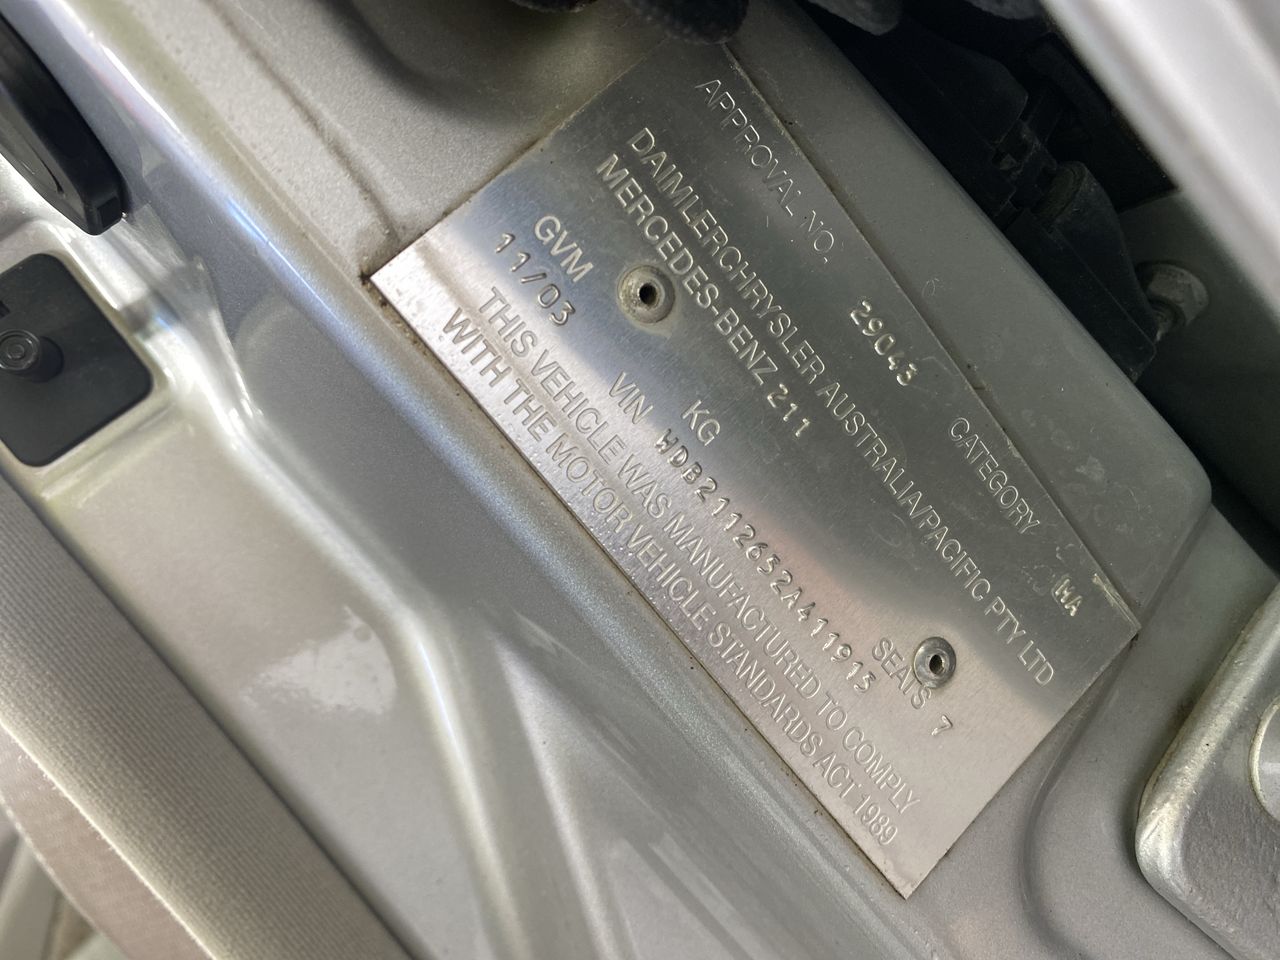 APPROVAL NO. 29043 CATEGORY MA
DAIMLERCHRYSLER AUSTRALIA/PACIFIC PTY LTD
MERCEDES-BENZ 211
GVM KG SEATS 7
11/03 VIN WDB2112652A411913
THIS VEHICLE WAS MANUFACTURED TO COMPLY
WITH THE MOTOR VEHICLE STANDARDS ACT 1989